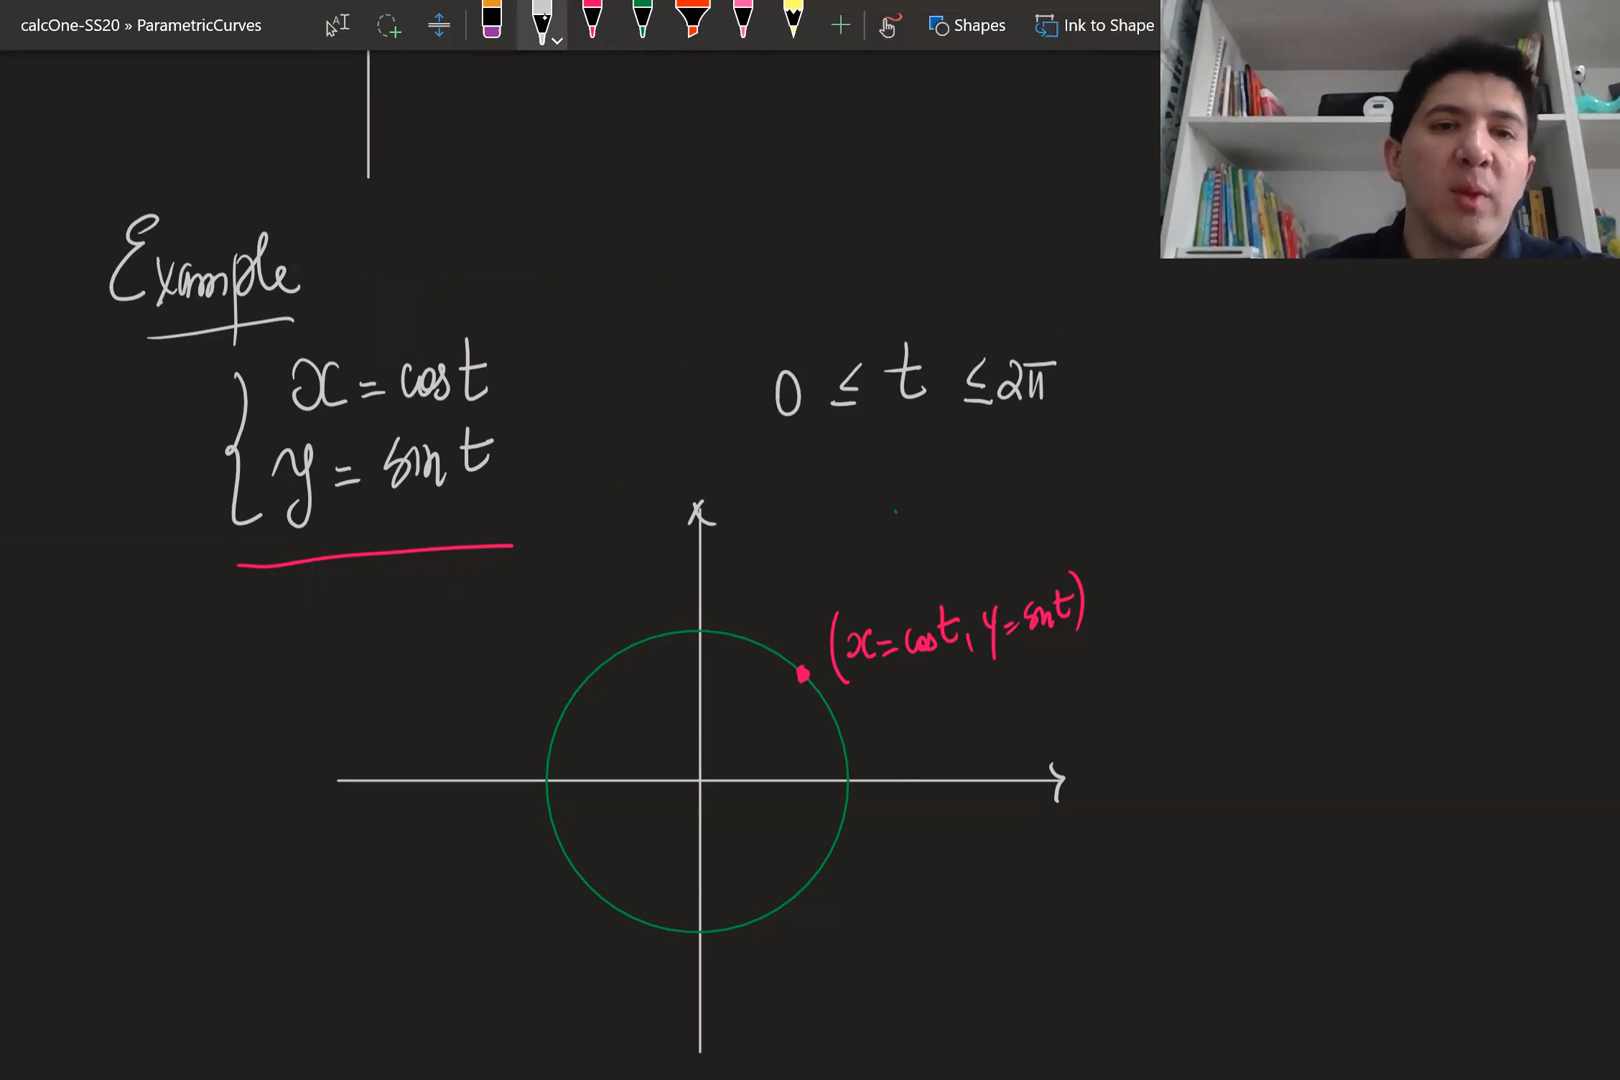 calcOne-SS20 » ParametricCurves
Shapes
Ink to Shape
Example
x = cos t
y = sin t
0 ≤ t ≤ 2π
(x = cos t, y = sin t)